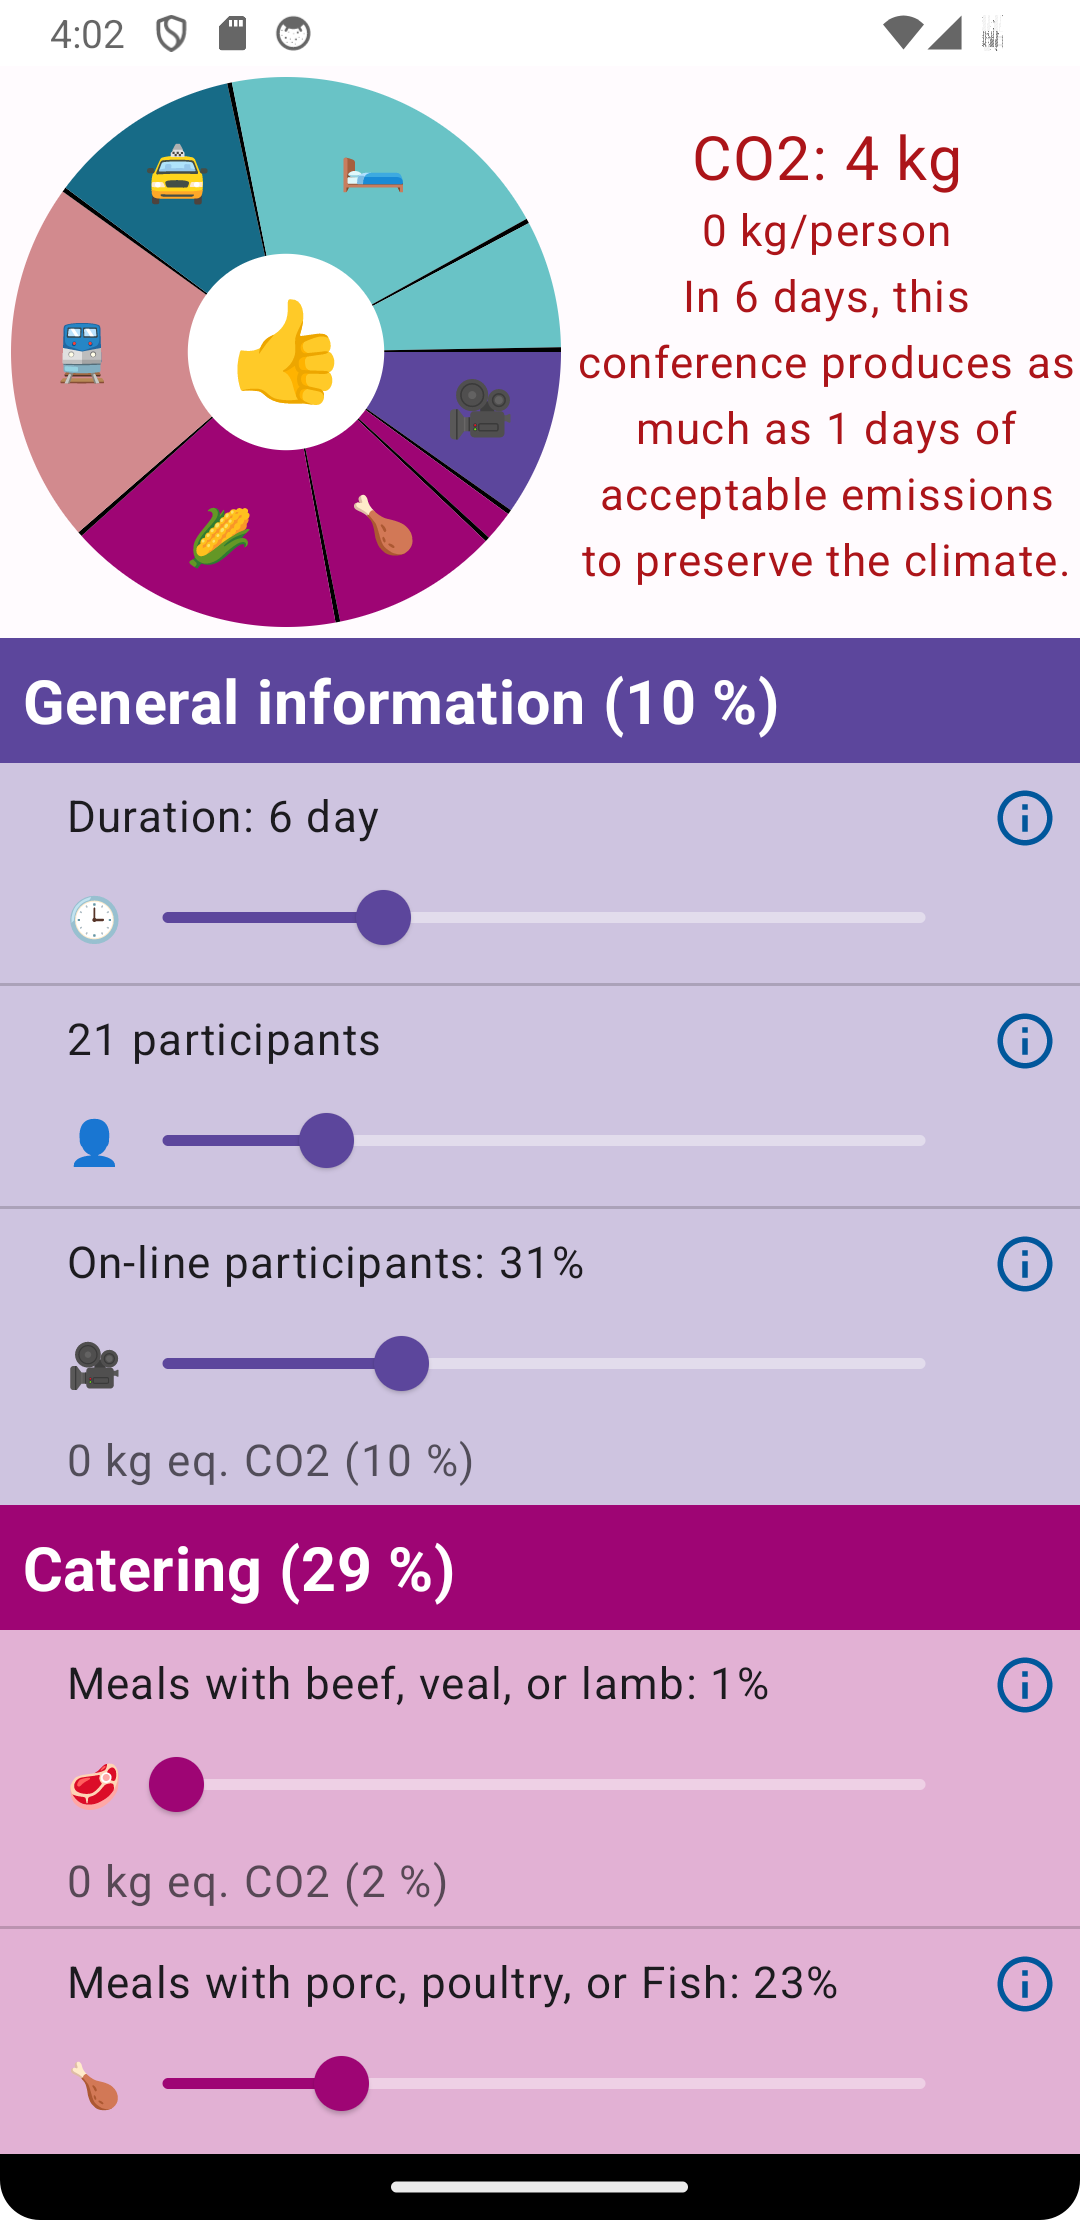 4:02
CO2: 4 kg
0 kg/person
In 6 days, this
conference produces as
much as 1 days of
acceptable emissions
to preserve the climate.
General information (10 %)
Duration: 6 day
21 participants
On-line participants: 31%
0 kg eq. CO2 (10 %)
Catering (29 %)
Meals with beef, veal, or lamb: 1%
0 kg eq. CO2 (2 %)
Meals with porc, poultry, or Fish: 23%